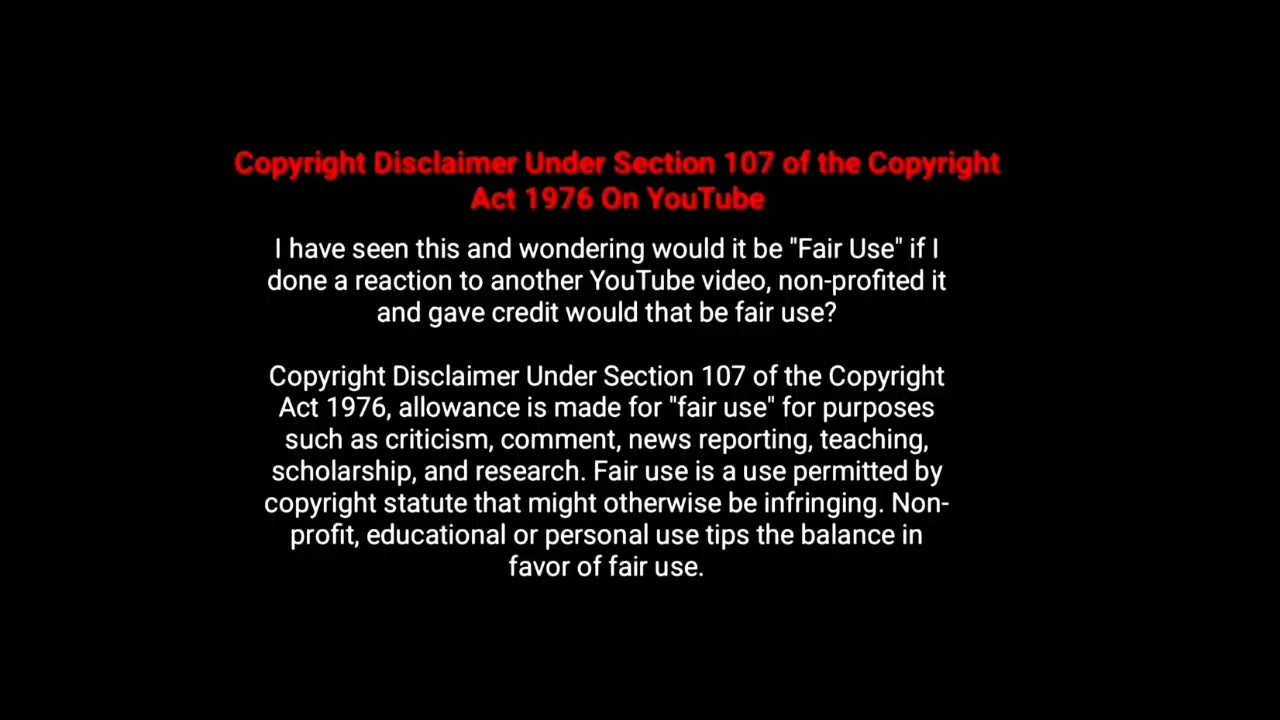 Copyright Disclaimer Under Section 107 of the Copyright
Act 1976 On YouTube
I have seen this and wondering would it be "Fair Use" if I
done a reaction to another YouTube video, non-profited it
and gave credit would that be fair use?
Copyright Disclaimer Under Section 107 of the Copyright
Act 1976, allowance is made for "fair use" for purposes
such as criticism, comment, news reporting, teaching,
scholarship, and research. Fair use is a use permitted by
copyright statute that might otherwise be infringing. Non-
profit, educational or personal use tips the balance in
favor of fair use.